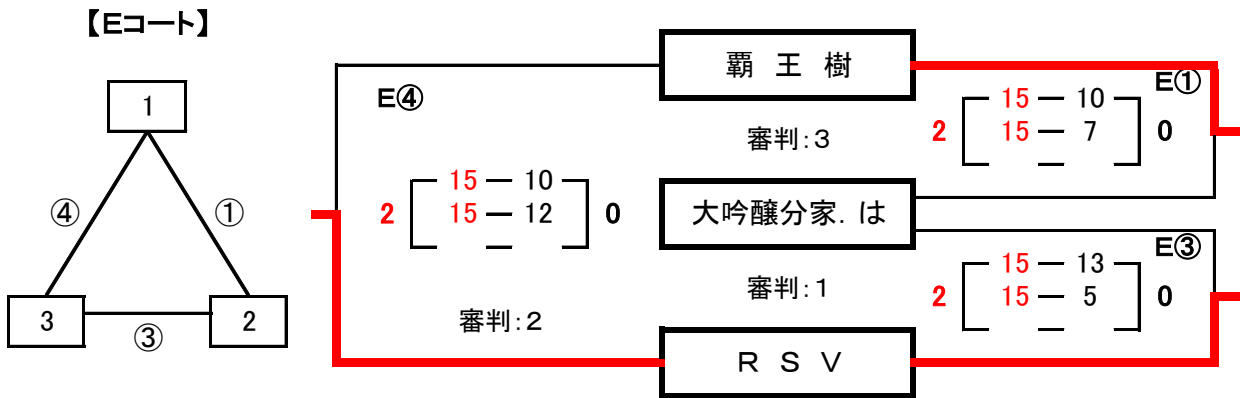 【Eコート】
1
④
①
3
③
2
E④
2
15 — 10
15 — 12
0
審判:2
覇 王 樹
審判:3
大吟醸分家. は
審判:1
R S V
E①
2
15 — 10
15 — 7
0
E③
2
15 — 13
15 — 5
0